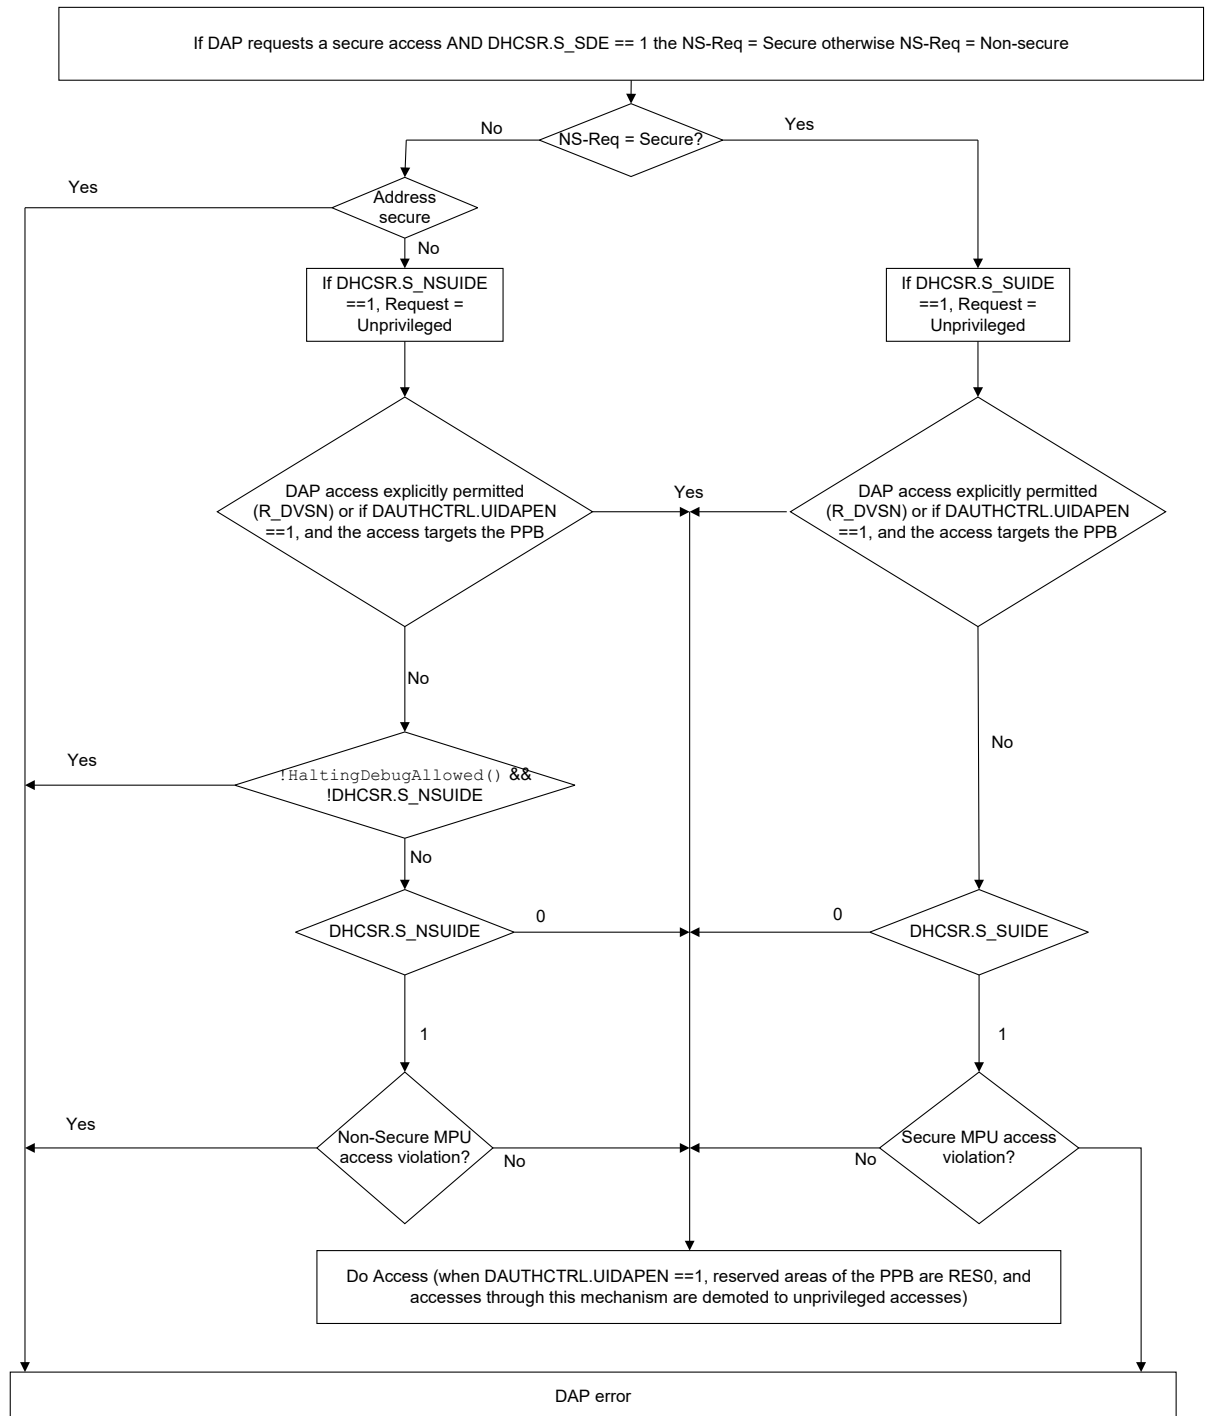 If DAP requests a secure access AND DHCSR.S_SDE == 1 the NS-Req = Secure otherwise NS-Req = Non-secure
No
NS-Req = Secure?
Yes
Yes
Address
secure
No
If DHCSR.S_NSUIDE
==1, Request =
Unprivileged
If DHCSR.S_SUIDE
==1, Request =
Unprivileged
DAP access explicitly permitted
(R_DVSN) or if DAUTHCTRL.UIDAPEN
==1, and the access targets the PPB
Yes
DAP access explicitly permitted
(R_DVSN) or if DAUTHCTRL.UIDAPEN
==1, and the access targets the PPB
No
No
Yes
!HaltingDebugAllowed() &&
!DHCSR.S_NSUIDE
No
DHCSR.S_NSUIDE
0
0
DHCSR.S_SUIDE
1
1
Yes
Non-Secure MPU
access violation?
No
No
Secure MPU access
violation?
Do Access (when DAUTHCTRL.UIDAPEN ==1, reserved areas of the PPB are RES0, and
accesses through this mechanism are demoted to unprivileged accesses)
DAP error